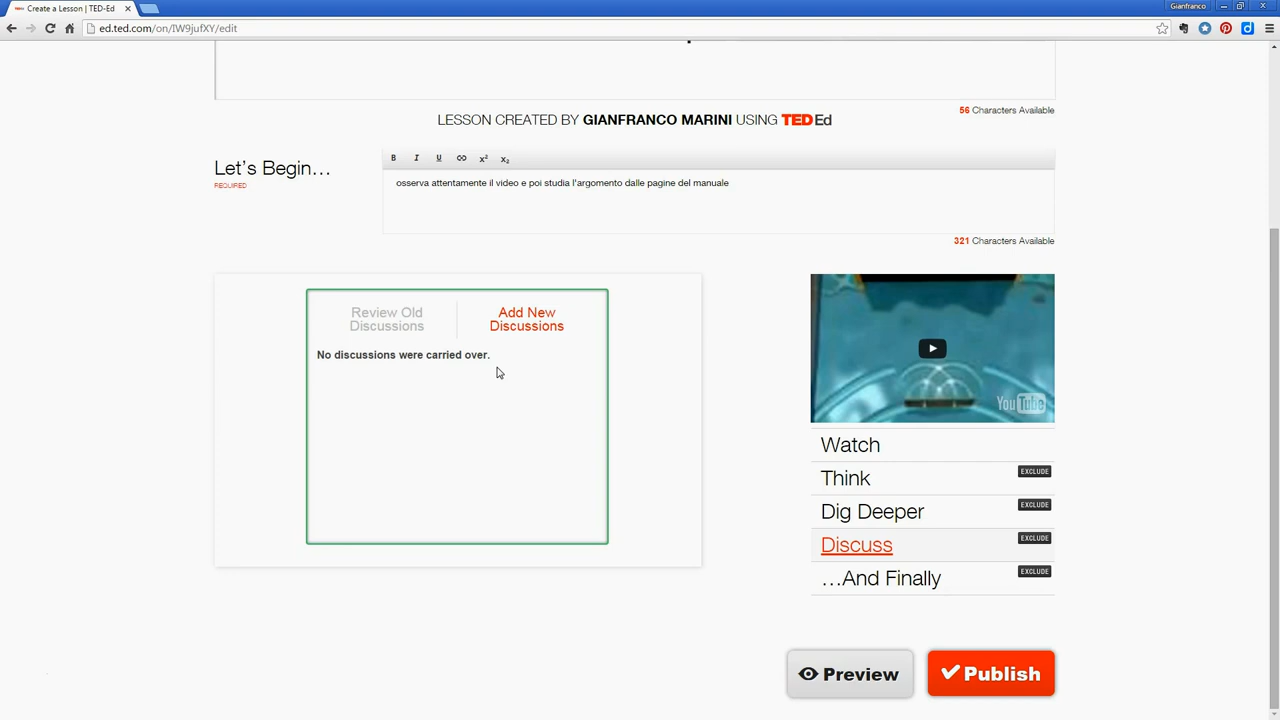 Create a Lesson | TED-Ed
Gianfranco
ed.ted.com/on/IW9jufXY/edit
56 Characters Available
LESSON CREATED BY GIANFRANCO MARINI USING TED Ed
Let's Begin…
REQUIRED
B I U x² x₂
osserva attentamente il video e poi studia l'argomento dalle pagine del manuale
321 Characters Available
Review Old
Discussions
Add New
Discussions
No discussions were carried over.
YouTube
Watch
Think
EXCLUDE
Dig Deeper
EXCLUDE
Discuss
EXCLUDE
…And Finally
EXCLUDE
Preview
Publish